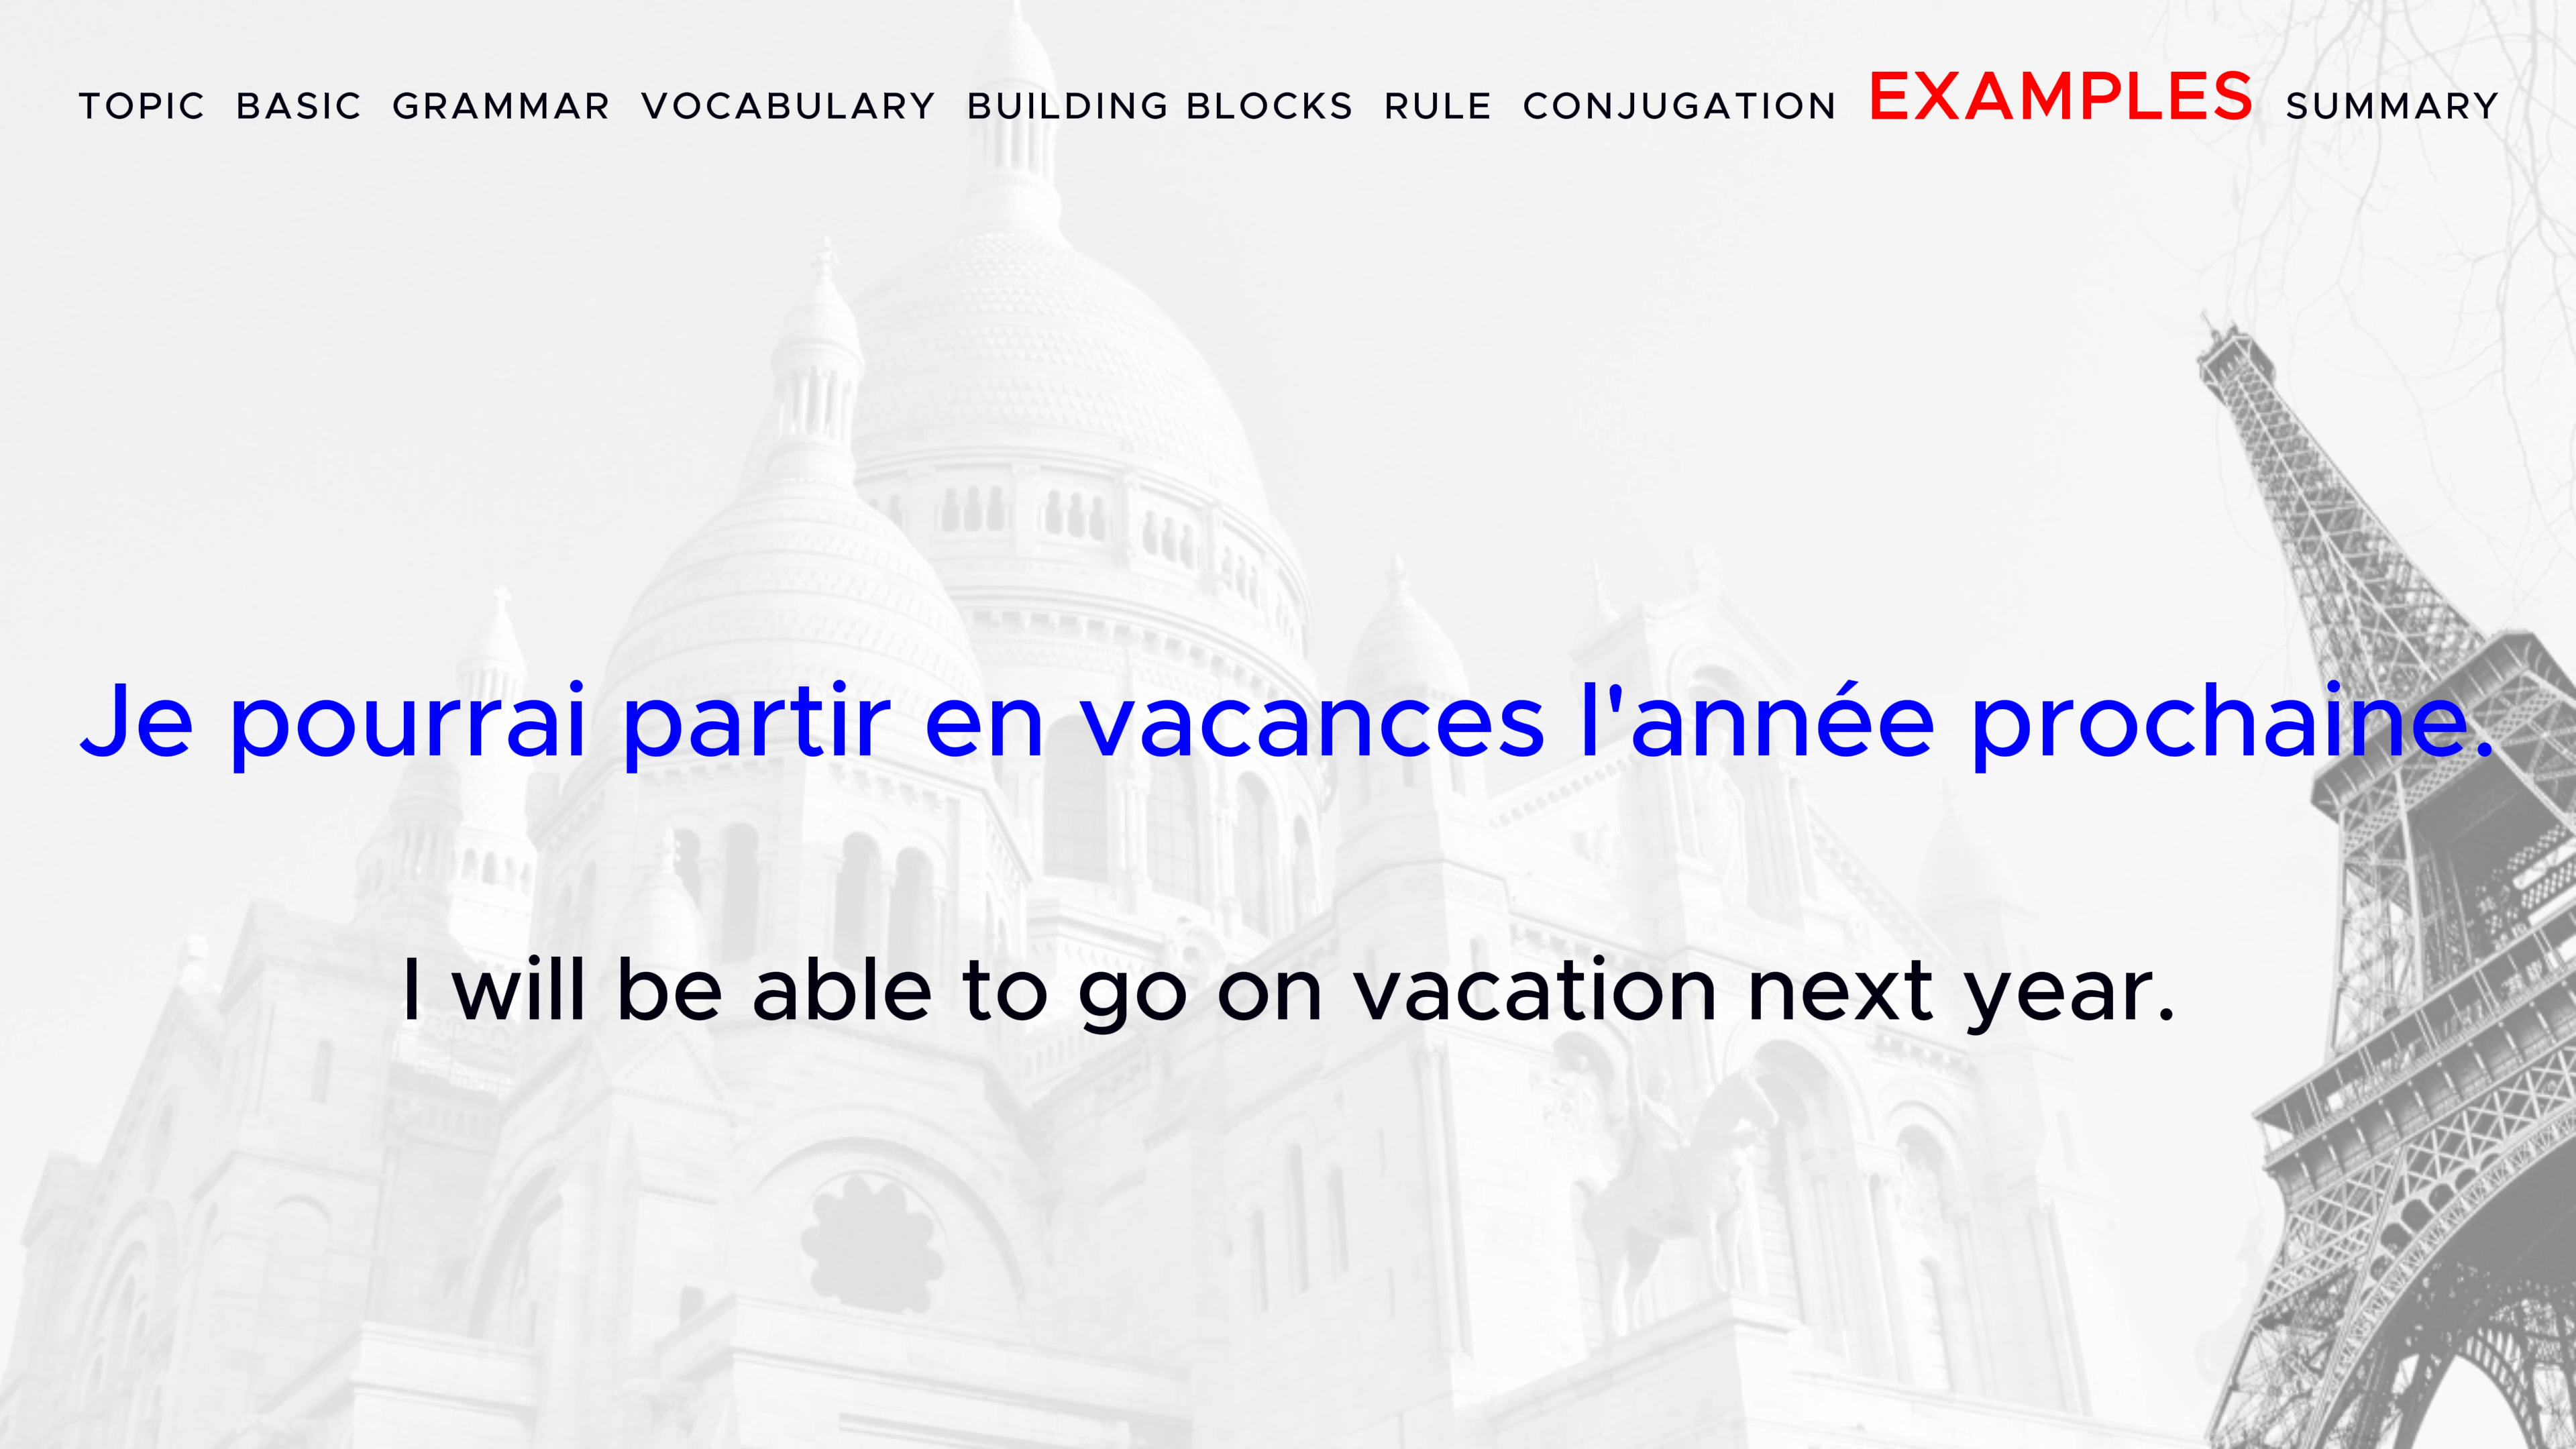 TOPIC BASIC GRAMMAR VOCABULARY BUILDING BLOCKS RULE CONJUGATION EXAMPLES SUMMARY
Je pourrai partir en vacances l'année prochaine.
I will be able to go on vacation next year.